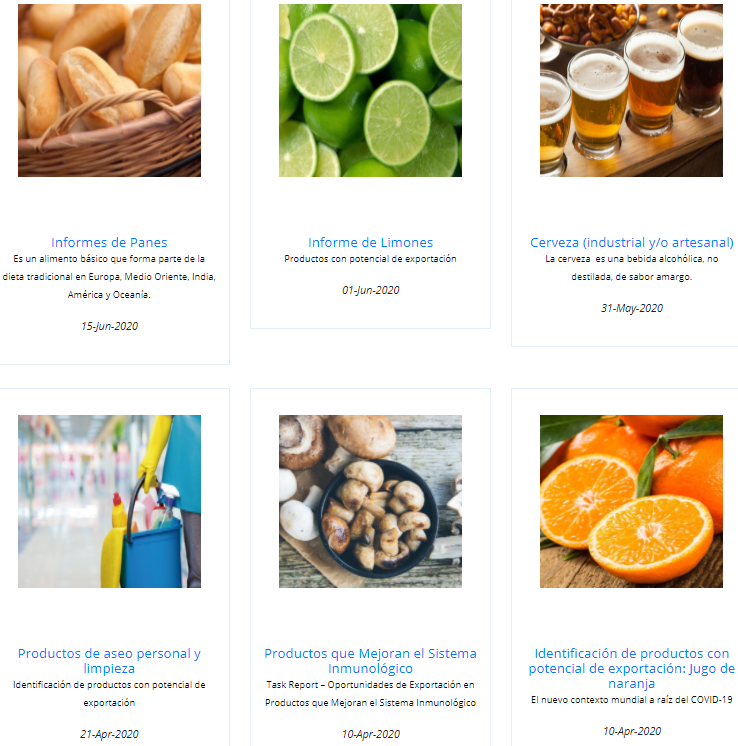 Informes de Panes
Es un alimento básico que forma parte de la
dieta tradicional en Europa, Medio Oriente, India,
América y Oceanía.
15-Jun-2020
Informe de Limones
Productos con potencial de exportación
01-Jun-2020
Cerveza (industrial y/o artesanal)
La cerveza es una bebida alcohólica, no
destilada, de sabor amargo.
31-May-2020
Productos de aseo personal y
limpieza
Identificación de productos con potencial de
exportación
21-Apr-2020
Productos que Mejoran el Sistema
Inmunológico
Task Report – Oportunidades de Exportación en
Productos que Mejoran el Sistema Inmunológico
10-Apr-2020
Identificación de productos con
potencial de exportación: Jugo de
naranja
El nuevo contexto mundial a raíz del COVID-19
10-Apr-2020